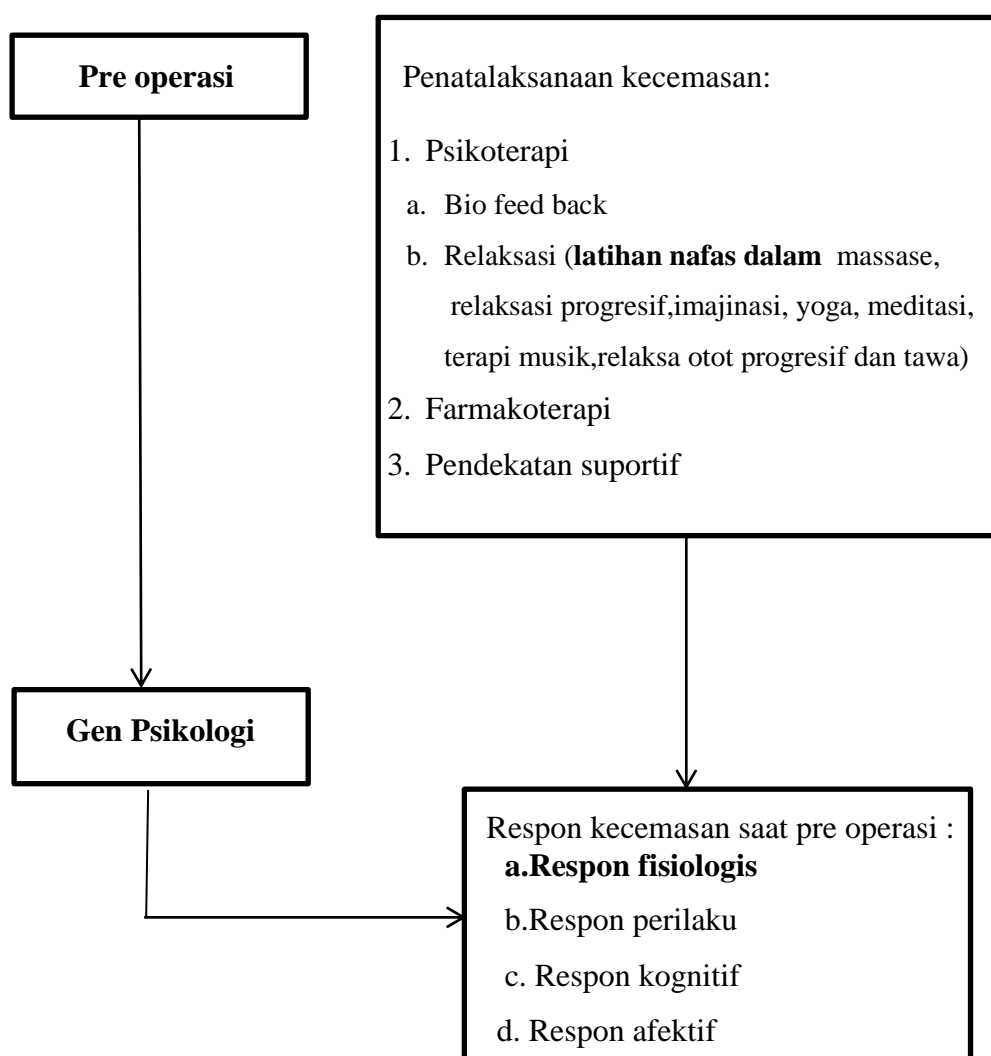 Pre operasi
Penatalaksanaan kecemasan:
1. Psikoterapi
a. Bio feed back
b. Relaksasi (latihan nafas dalam massase,
relaksasi progresif,imajinasi, yoga, meditasi,
terapi musik,relaksa otot progresif dan tawa)
2. Farmakoterapi
3. Pendekatan suportif
Gen Psikologi
Respon kecemasan saat pre operasi :
a.Respon fisiologis
b.Respon perilaku
c. Respon kognitif
d. Respon afektif